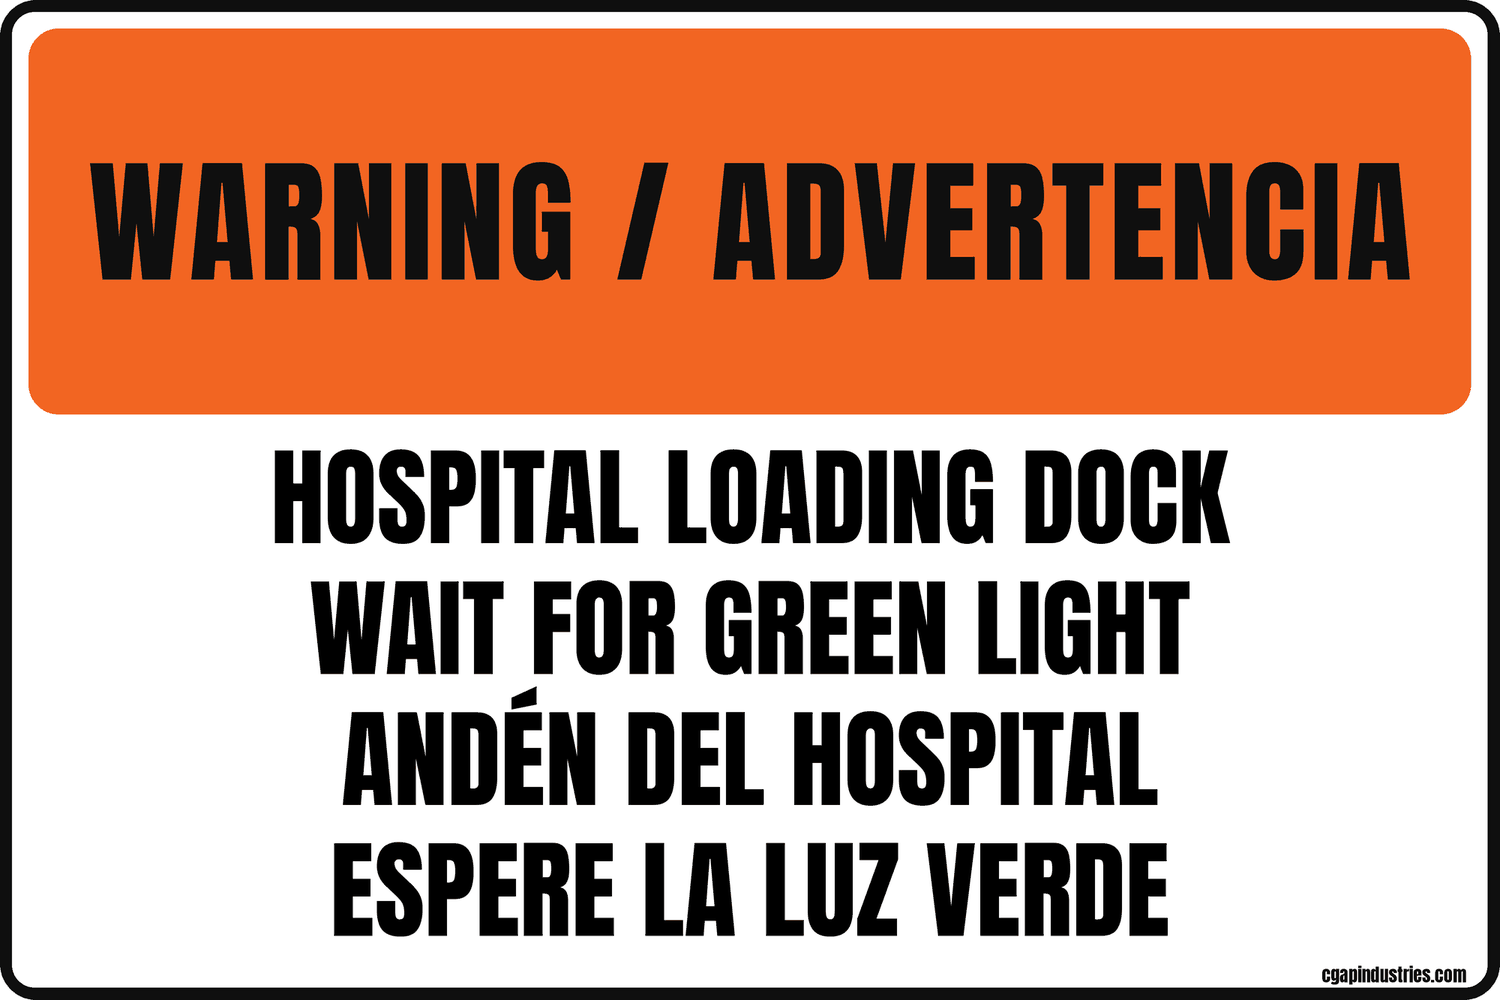 WARNING / ADVERTENCIA
HOSPITAL LOADING DOCK
WAIT FOR GREEN LIGHT
ANDÉN DEL HOSPITAL
ESPERE LA LUZ VERDE
cgapindustries.com